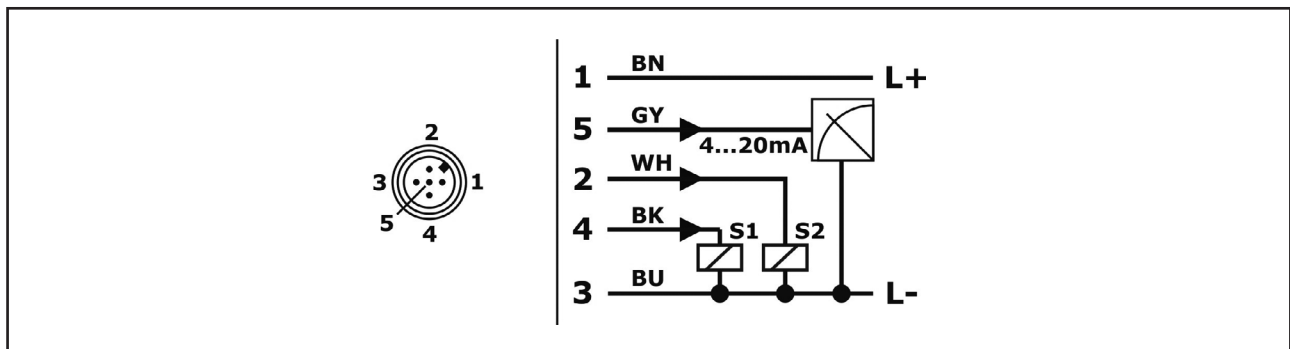 2
3
1
5
4
1 BN L+
5 GY
4...20mA
2 WH
4 BK S1 S2
3 BU L-